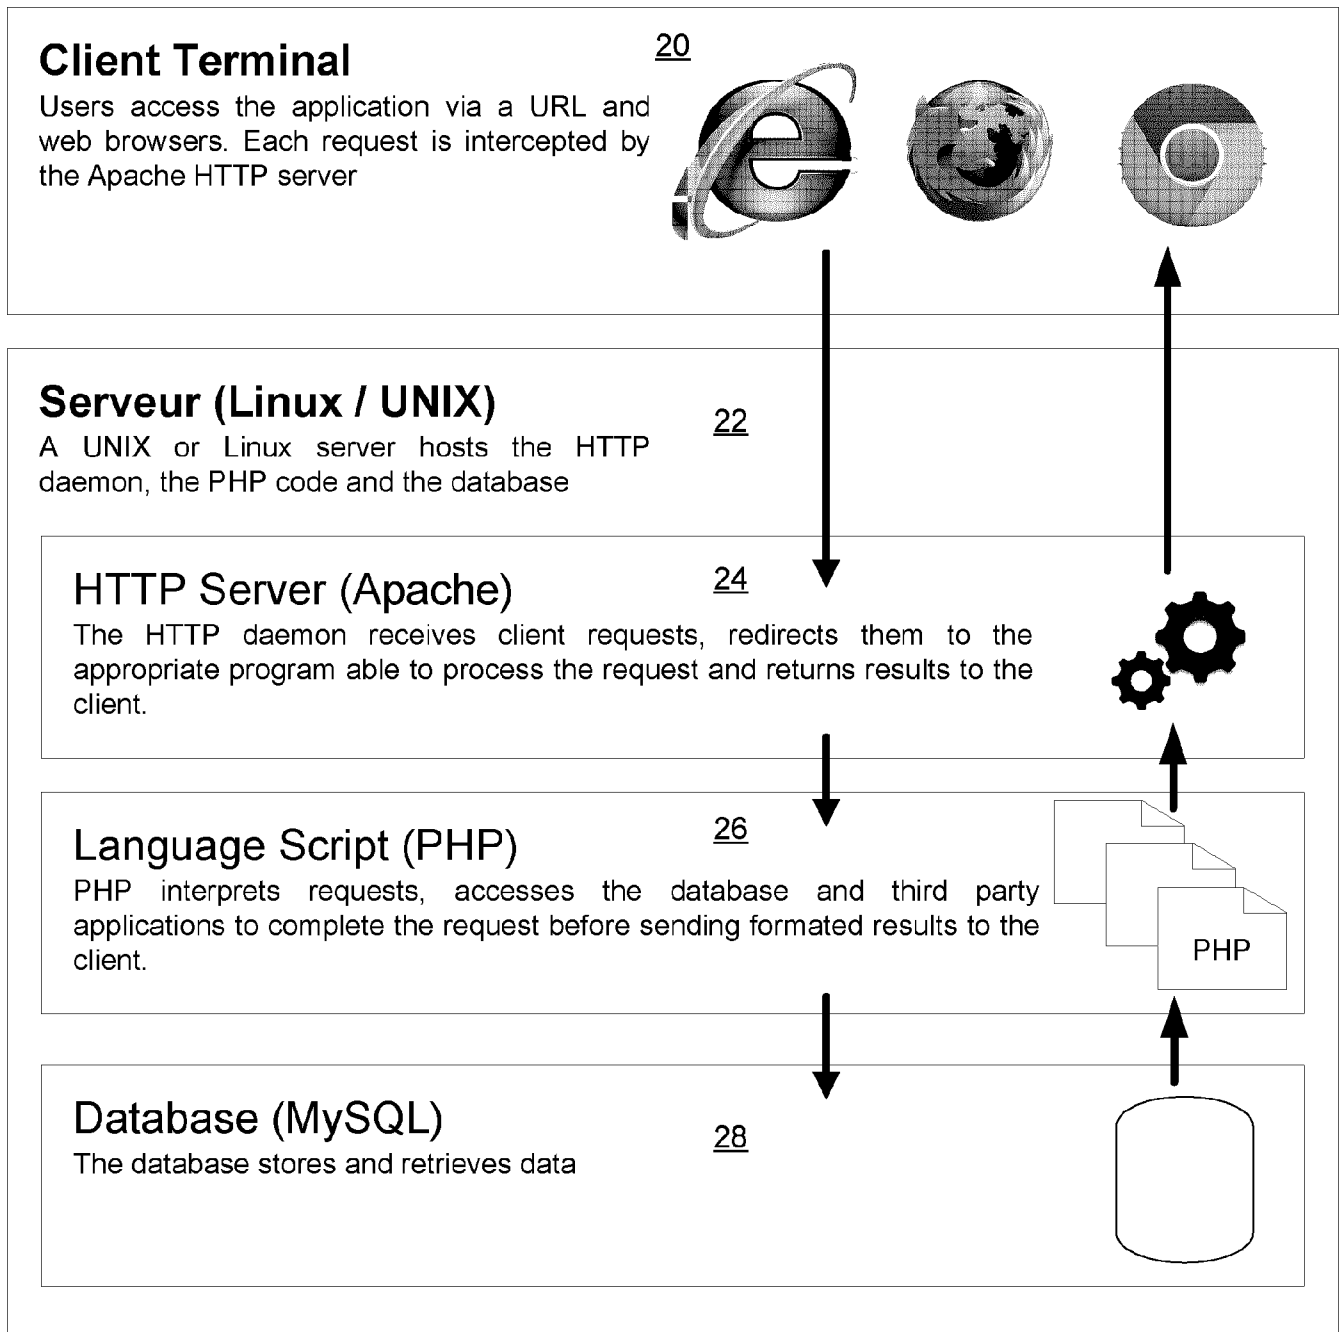 Client Terminal
20
Users access the application via a URL and
web browsers. Each request is intercepted by
the Apache HTTP server
Serveur (Linux / UNIX)
22
A UNIX or Linux server hosts the HTTP
daemon, the PHP code and the database
HTTP Server (Apache)
24
The HTTP daemon receives client requests, redirects them to the
appropriate program able to process the request and returns results to the
client.
Language Script (PHP)
26
PHP interprets requests, accesses the database and third party
applications to complete the request before sending formated results to the
client.
PHP
Database (MySQL)
28
The database stores and retrieves data